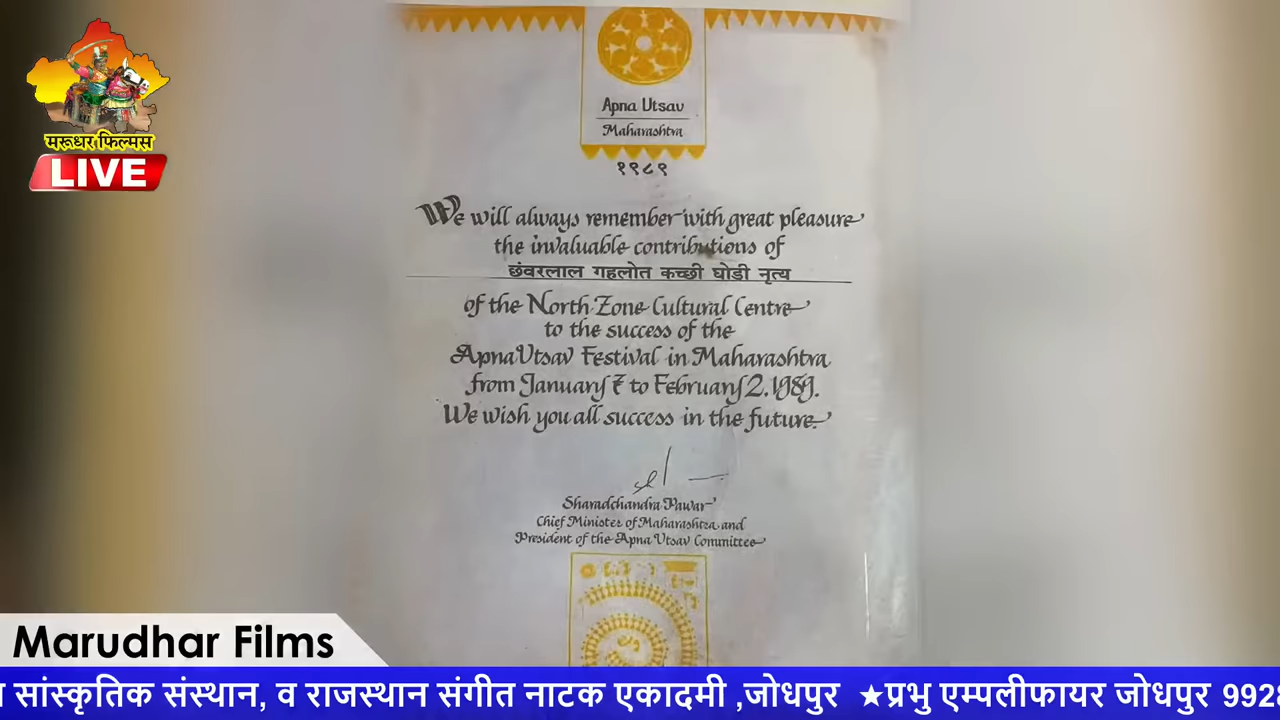 Apna Utsav
Maharashtra
१९८९
मरूधर फिल्मस
LIVE
We will always remember with great pleasure
the invaluable contributions of
छंवरलाल गहलोत कच्छी घोडी नृत्य
of the North Zone Cultural Centre
to the success of the
Apna Utsav Festival in Maharashtra
from January to February 2, 1989.
We wish you all success in the future.
Sharadchandra Pawar
Chief Minister of Maharashtra and
President of the Apna Utsav Committee
Marudhar Films
सांस्कृतिक संस्थान, व राजस्थान संगीत नाटक एकादमी ,जोधपुर ★प्रभु एम्पलीफायर जोधपुर 992